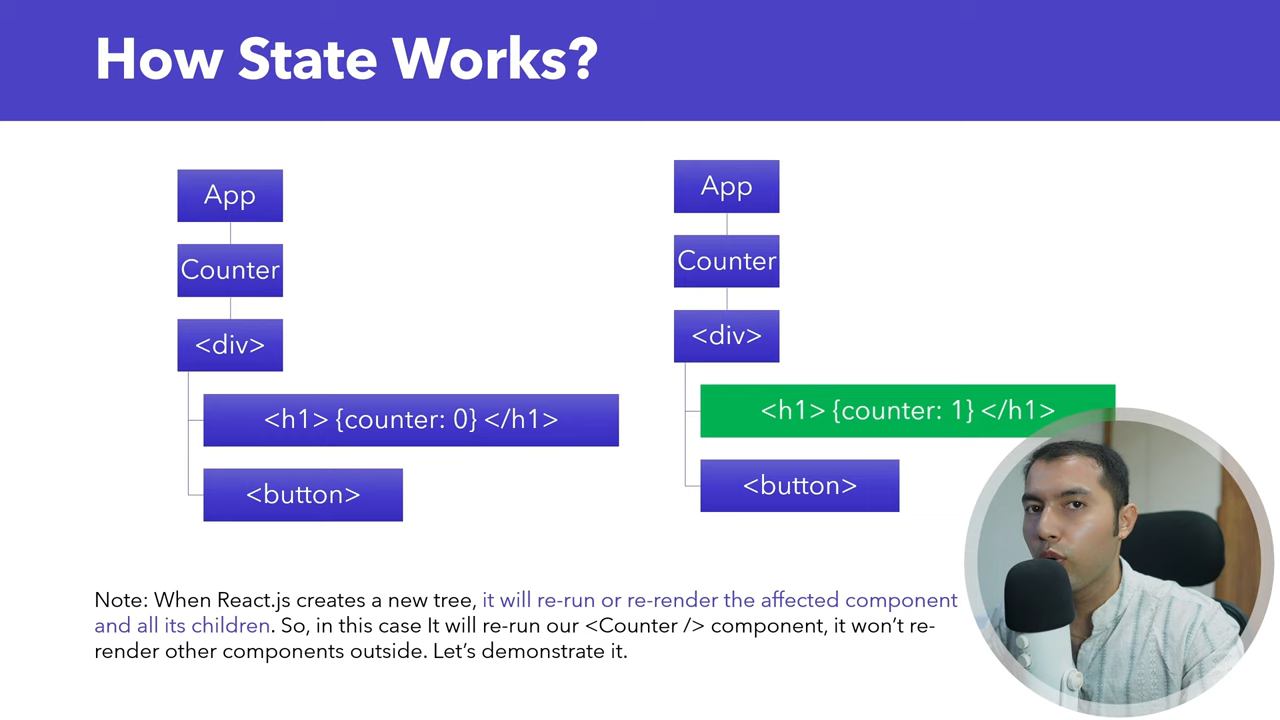 How State Works?
App
Counter
<div>
<h1> {counter: 0} </h1>
<button>
App
Counter
<div>
<h1> {counter: 1} </h1>
<button>
Note: When React.js creates a new tree, it will re-run or re-render the affected component
and all its children. So, in this case It will re-run our <Counter /> component, it won't re-
render other components outside. Let's demonstrate it.